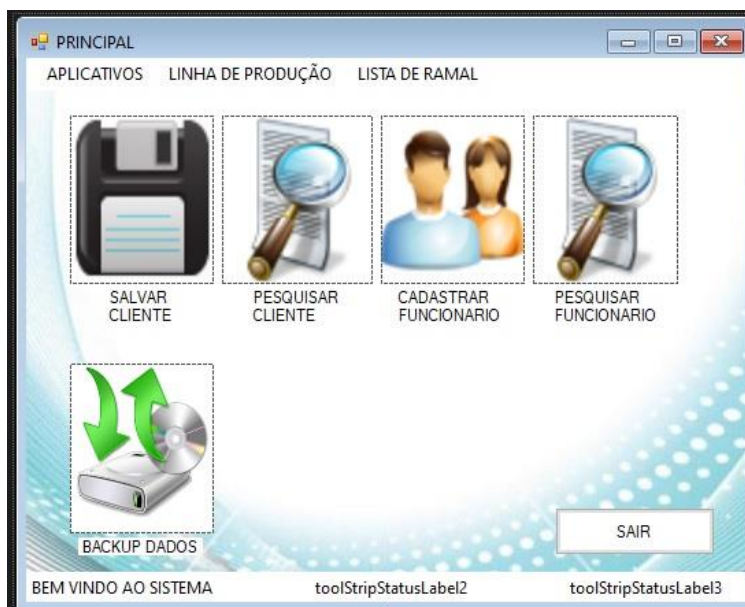 PRINCIPAL
APLICATIVOS LINHA DE PRODUÇÃO LISTA DE RAMAL
SALVAR
CLIENTE
PESQUISAR
CLIENTE
CADASTRAR
FUNCIONARIO
PESQUISAR
FUNCIONARIO
BACKUP DADOS
SAIR
BEM VINDO AO SISTEMA toolStripStatusLabel2 toolStripStatusLabel3